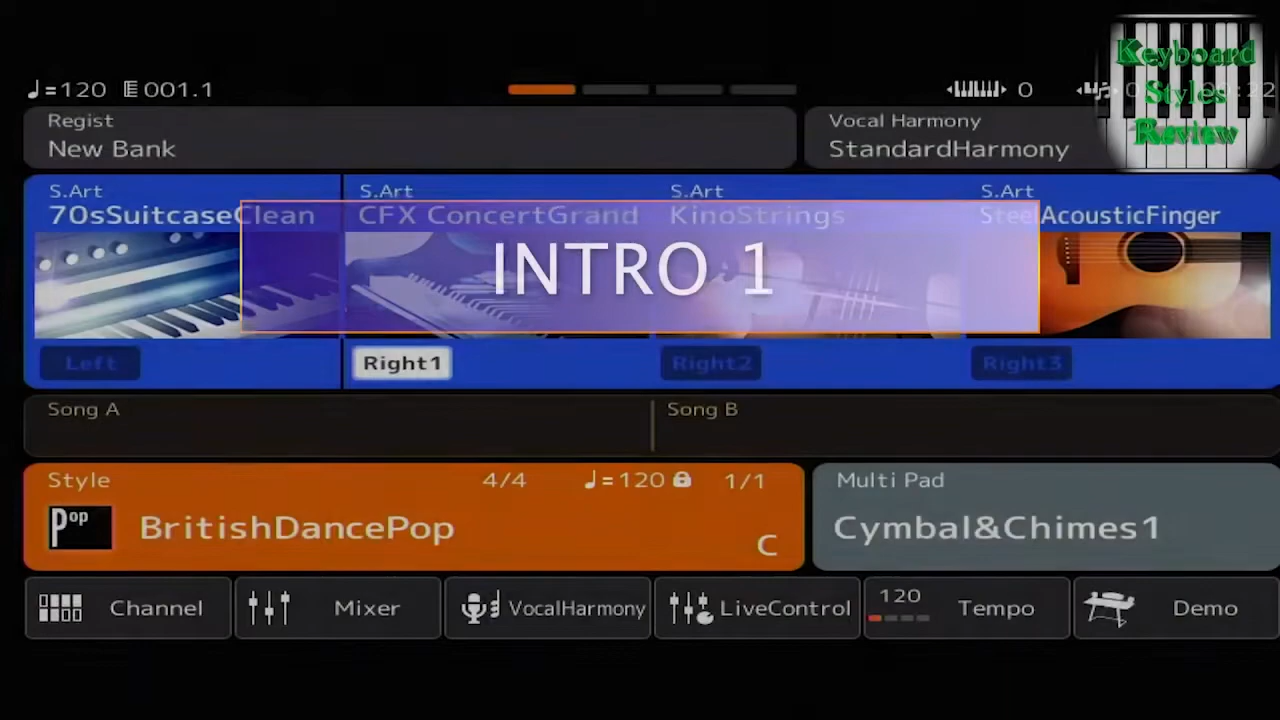 ♩=120 001.1
0
:22
Keyboard
Styles
Review
Regist
New Bank
Vocal Harmony
StandardHarmony
S.Art
70sSuitcaseClean
S.Art
CFX ConcertGrand
S.Art
KinoStrings
S.Art
SteelAcousticFinger
INTRO 1
Left
Right1
Right2
Right3
Song A
Song B
Style
4/4 ♩=120 1/1
Pop
BritishDancePop
C
Multi Pad
Cymbal&Chimes1
Channel
Mixer
VocalHarmony
LiveControl
120
Tempo
Demo